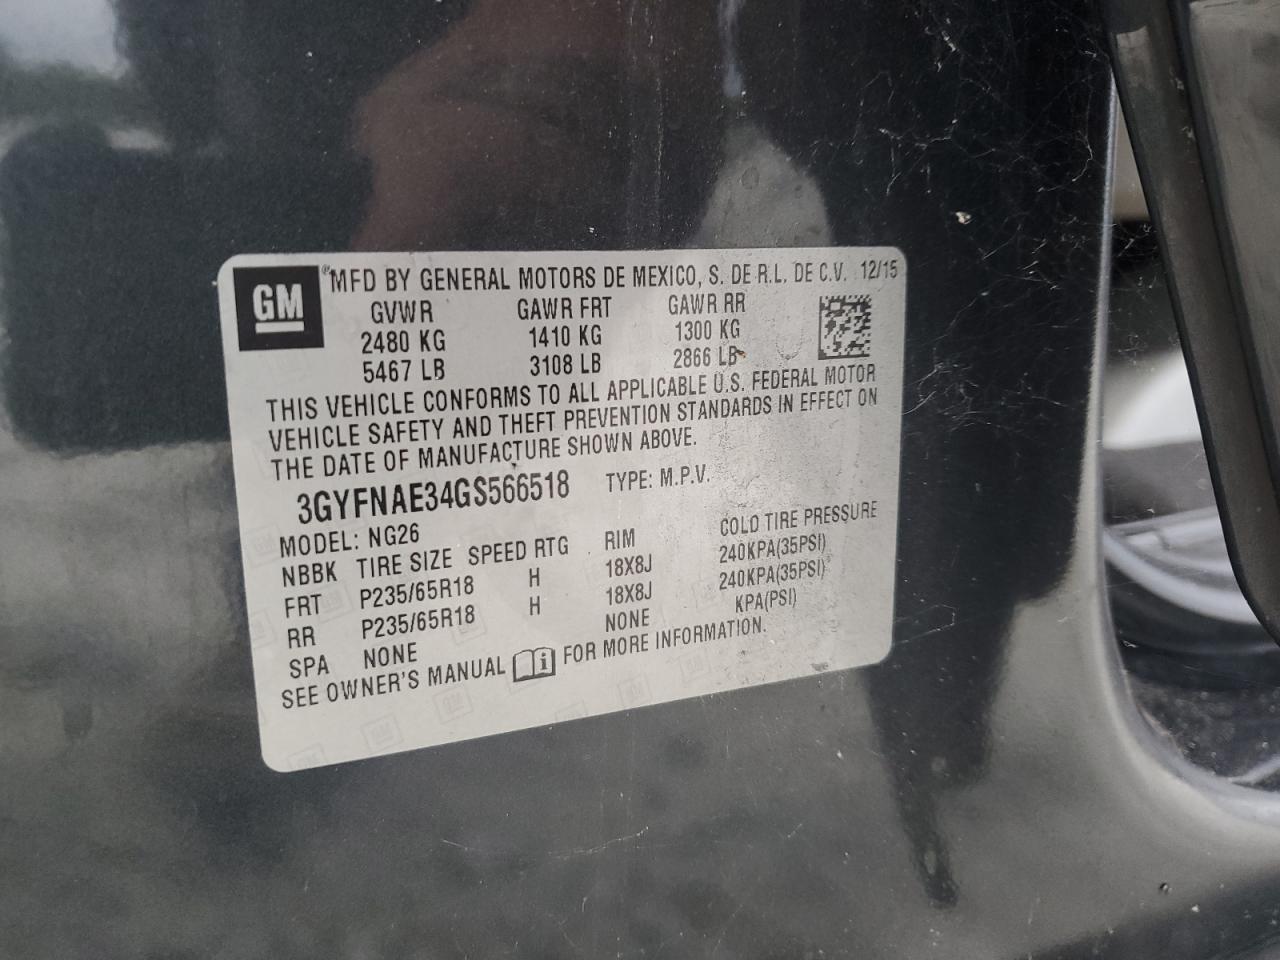 GM
®MFD BY GENERAL MOTORS DE MEXICO, S. DE R.L. DE C.V. 12/15
GVWR GAWR FRT GAWR RR
2480 KG 1410 KG 1300 KG
5467 LB 3108 LB 2866 LB
THIS VEHICLE CONFORMS TO ALL APPLICABLE U.S. FEDERAL MOTOR
VEHICLE SAFETY AND THEFT PREVENTION STANDARDS IN EFFECT ON
THE DATE OF MANUFACTURE SHOWN ABOVE.
3GYFNAE34GS566518 TYPE: M.P.V.
MODEL: NG26
NBBK TIRE SIZE SPEED RTG RIM COLD TIRE PRESSURE
FRT P235/65R18 H 18X8J 240KPA(35PSI)
RR P235/65R18 H 18X8J 240KPA(35PSI)
SPA NONE NONE KPA(PSI)
SEE OWNER'S MANUAL FOR MORE INFORMATION.